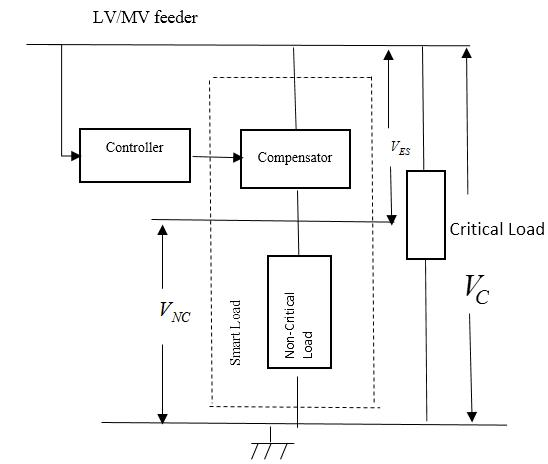 LV/MV feeder
Controller
Compensator
V_ES
Critical Load
V_C
V_NC
Smart Load
Non-Critical
Load